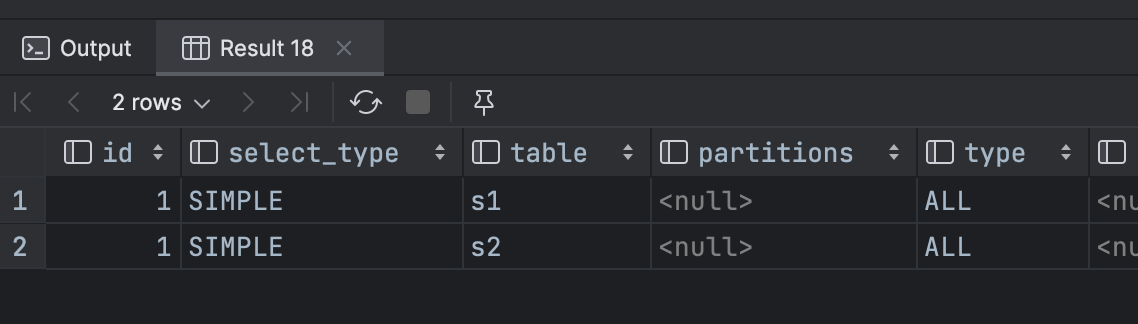 Output Result 18
2 rows
id select_type table partitions type
1 1 SIMPLE s1 <null> ALL <nu
2 1 SIMPLE s2 <null> ALL <nu